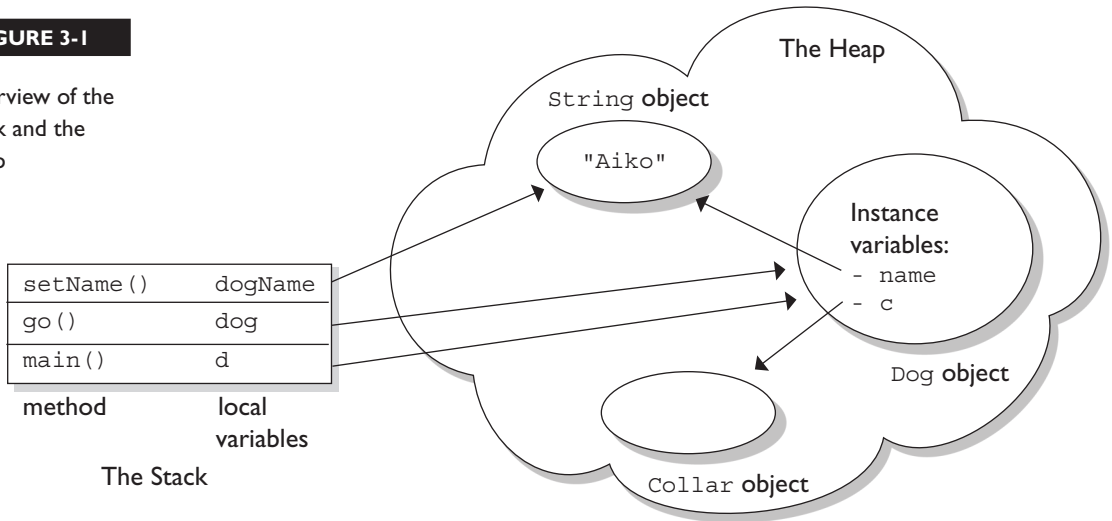 GURE 3-1
rview of the
k and the
The Heap
String object
"Aiko"
Instance
variables:
- name
- c
Dog object
Collar object
setName() dogName
go() dog
main() d
method local
variables
The Stack